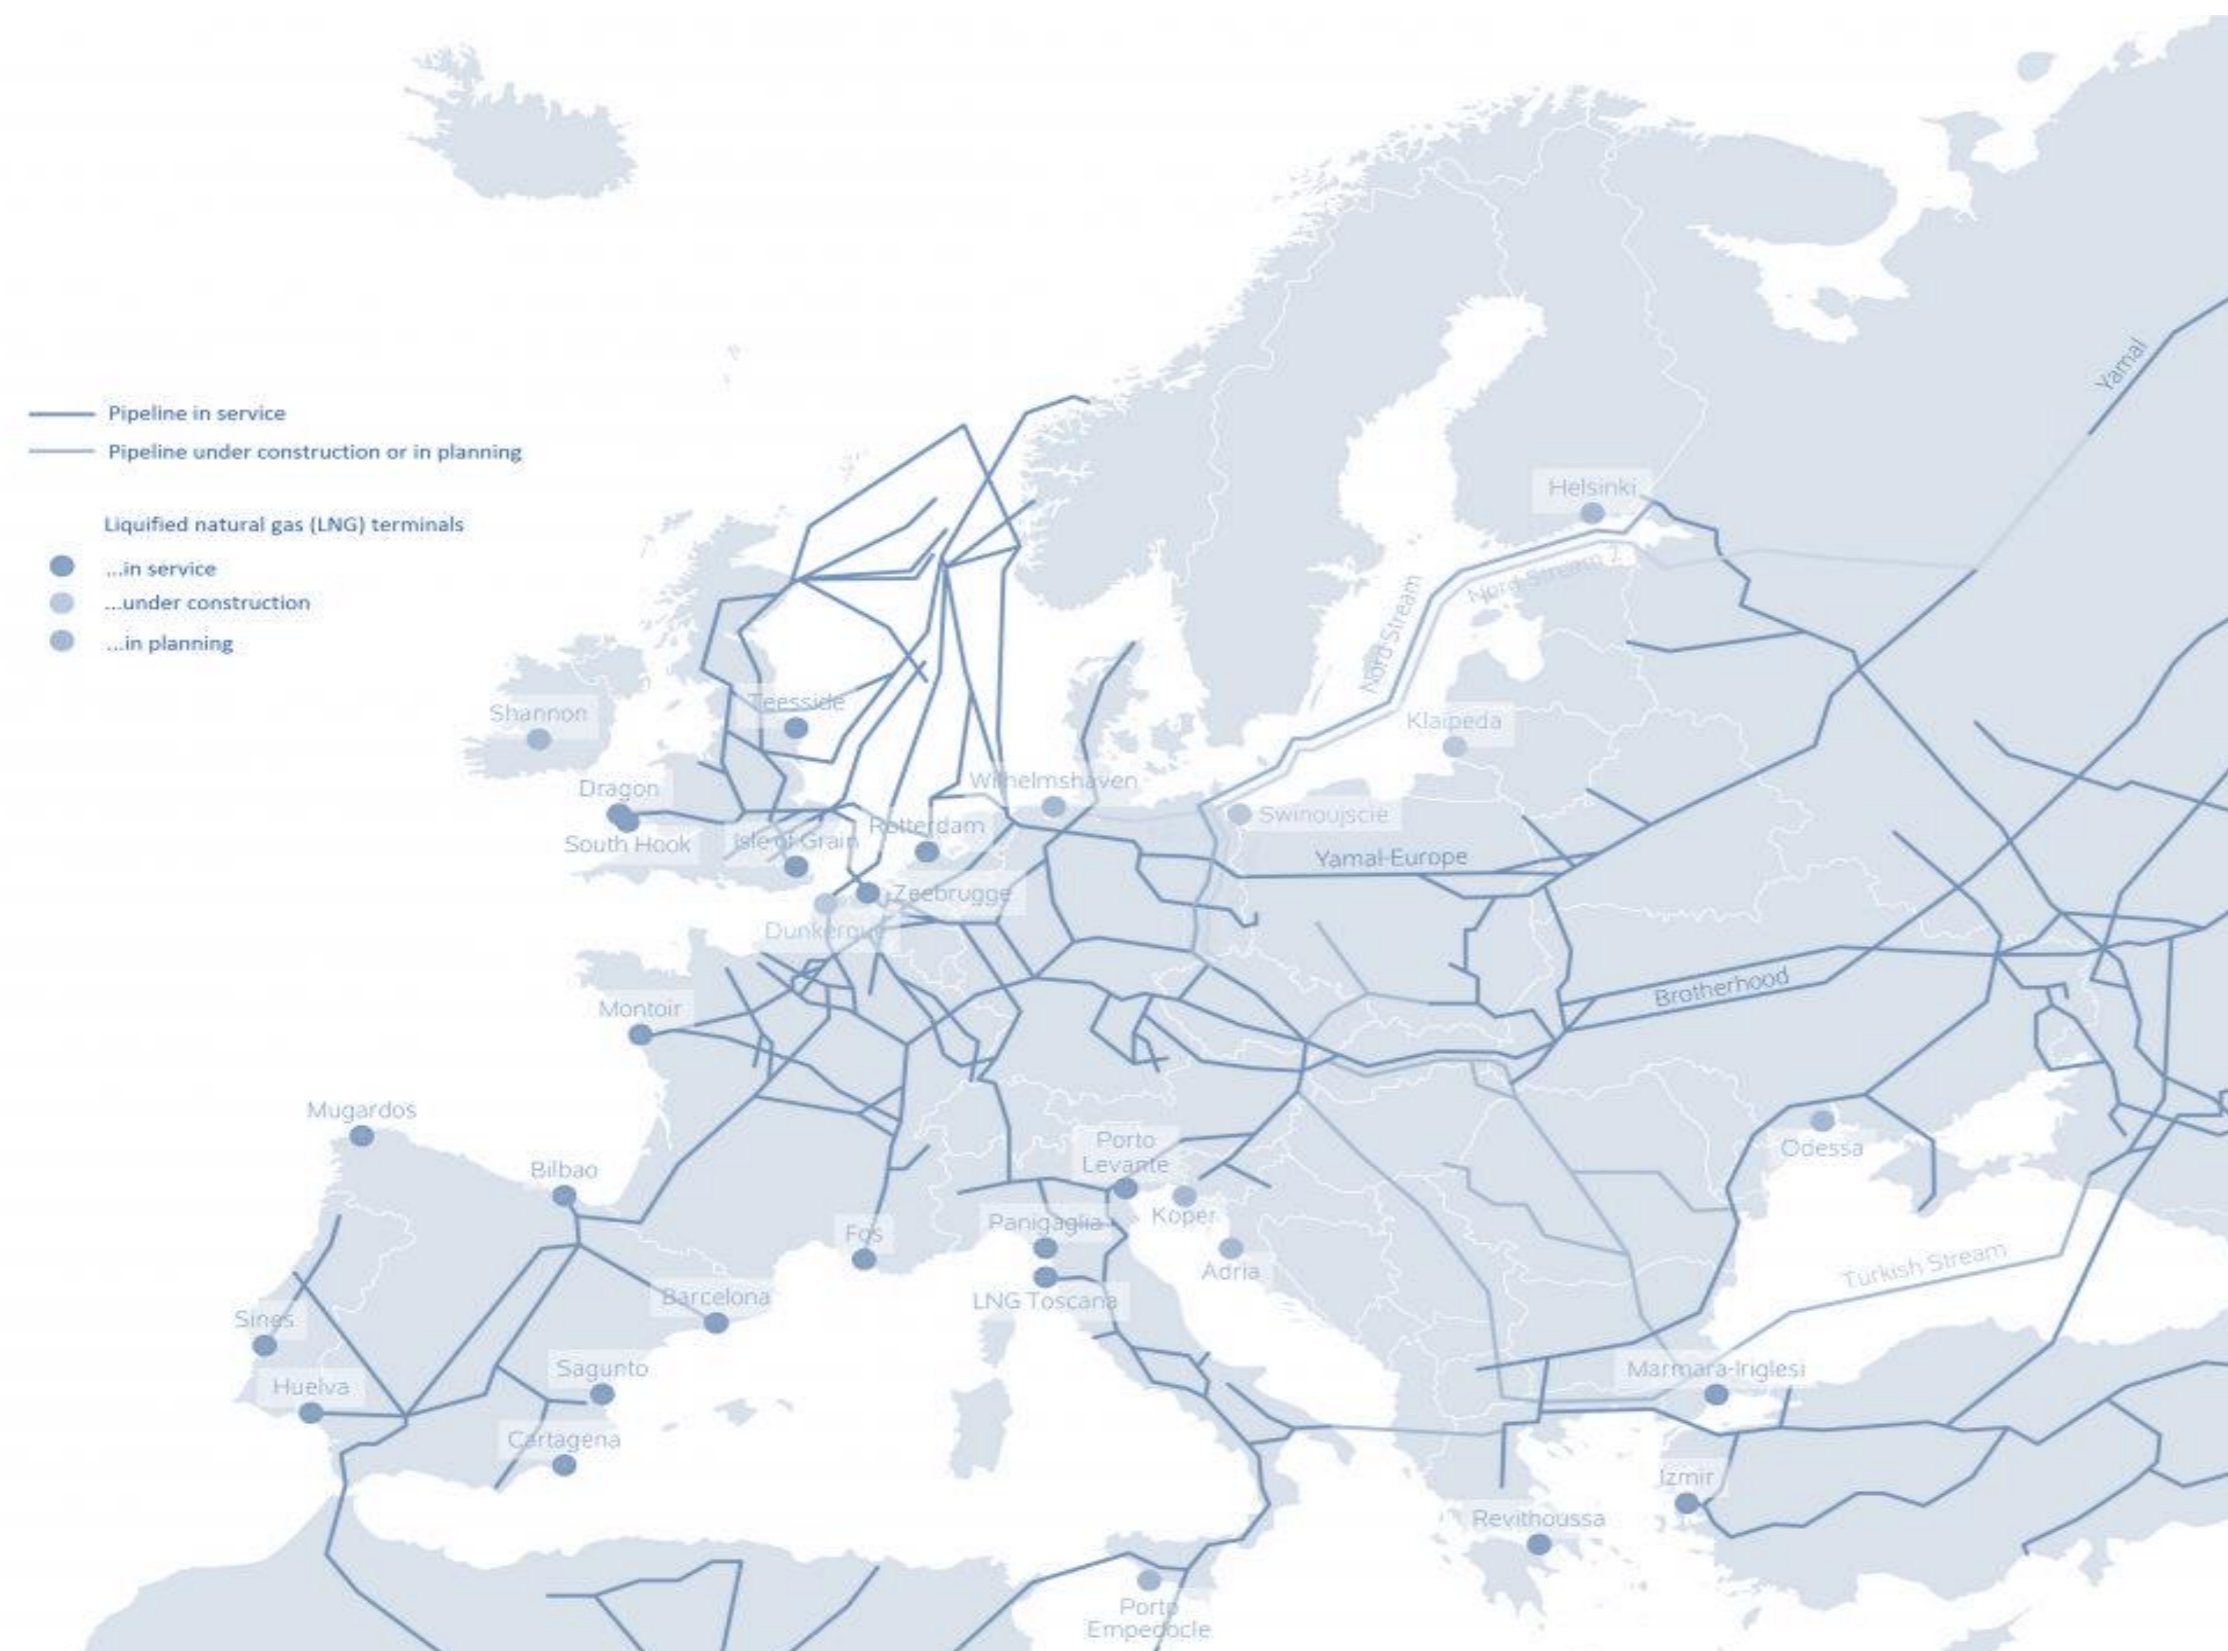 Pipeline in service
Pipeline under construction or in planning
Liquified natural gas (LNG) terminals
...in service
...under construction
...in planning
Yamal
Helsinki
Nord-Stream 2
Nord-Stream
Teesside
Shannon
Klaipeda
Dragon
Wilhelmshaven
Swinoujscie
South Hook
Isle of Grain
Rotterdam
Yamal-Europe
Zeebrugge
Dunkerque
Brotherhood
Montoir
Mugardos
Porto
Levante
Odessa
Bilbao
Fos
Panigaglia
Koper
Adria
Turkish Stream
Barcelona
LNG Toscana
Sines
Sagunto
Marmara-Iriglesi
Huelva
Cartagena
Izmir
Revithoussa
Porto
Empedocle